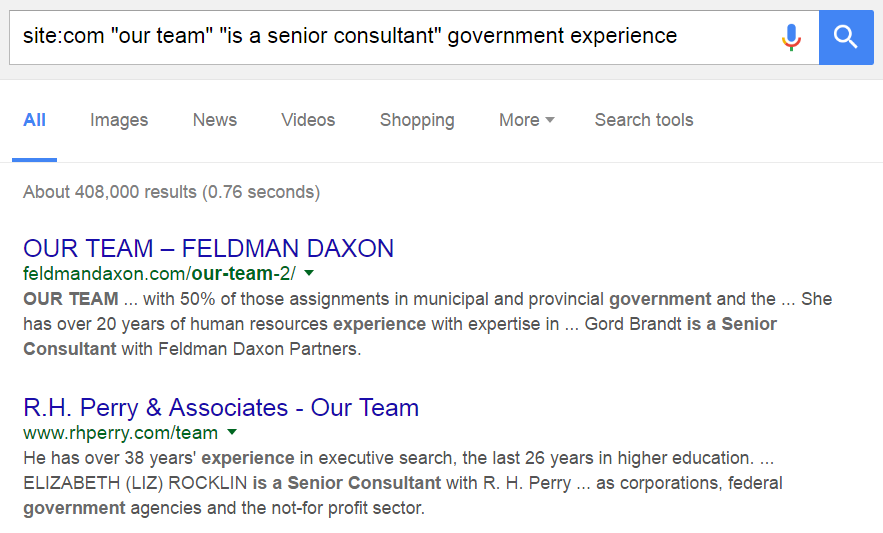 site:com "our team" "is a senior consultant" government experience
All Images News Videos Shopping More Search tools
About 408,000 results (0.76 seconds)
OUR TEAM – FELDMAN DAXON
feldmandaxon.com/our-team-2/
OUR TEAM ... with 50% of those assignments in municipal and provincial government and the ... She
has over 20 years of human resources experience with expertise in ... Gord Brandt is a Senior
Consultant with Feldman Daxon Partners.
R.H. Perry & Associates - Our Team
www.rhperry.com/team
He has over 38 years' experience in executive search, the last 26 years in higher education. ...
ELIZABETH (LIZ) ROCKLIN is a Senior Consultant with R. H. Perry ... as corporations, federal
government agencies and the not-for profit sector.